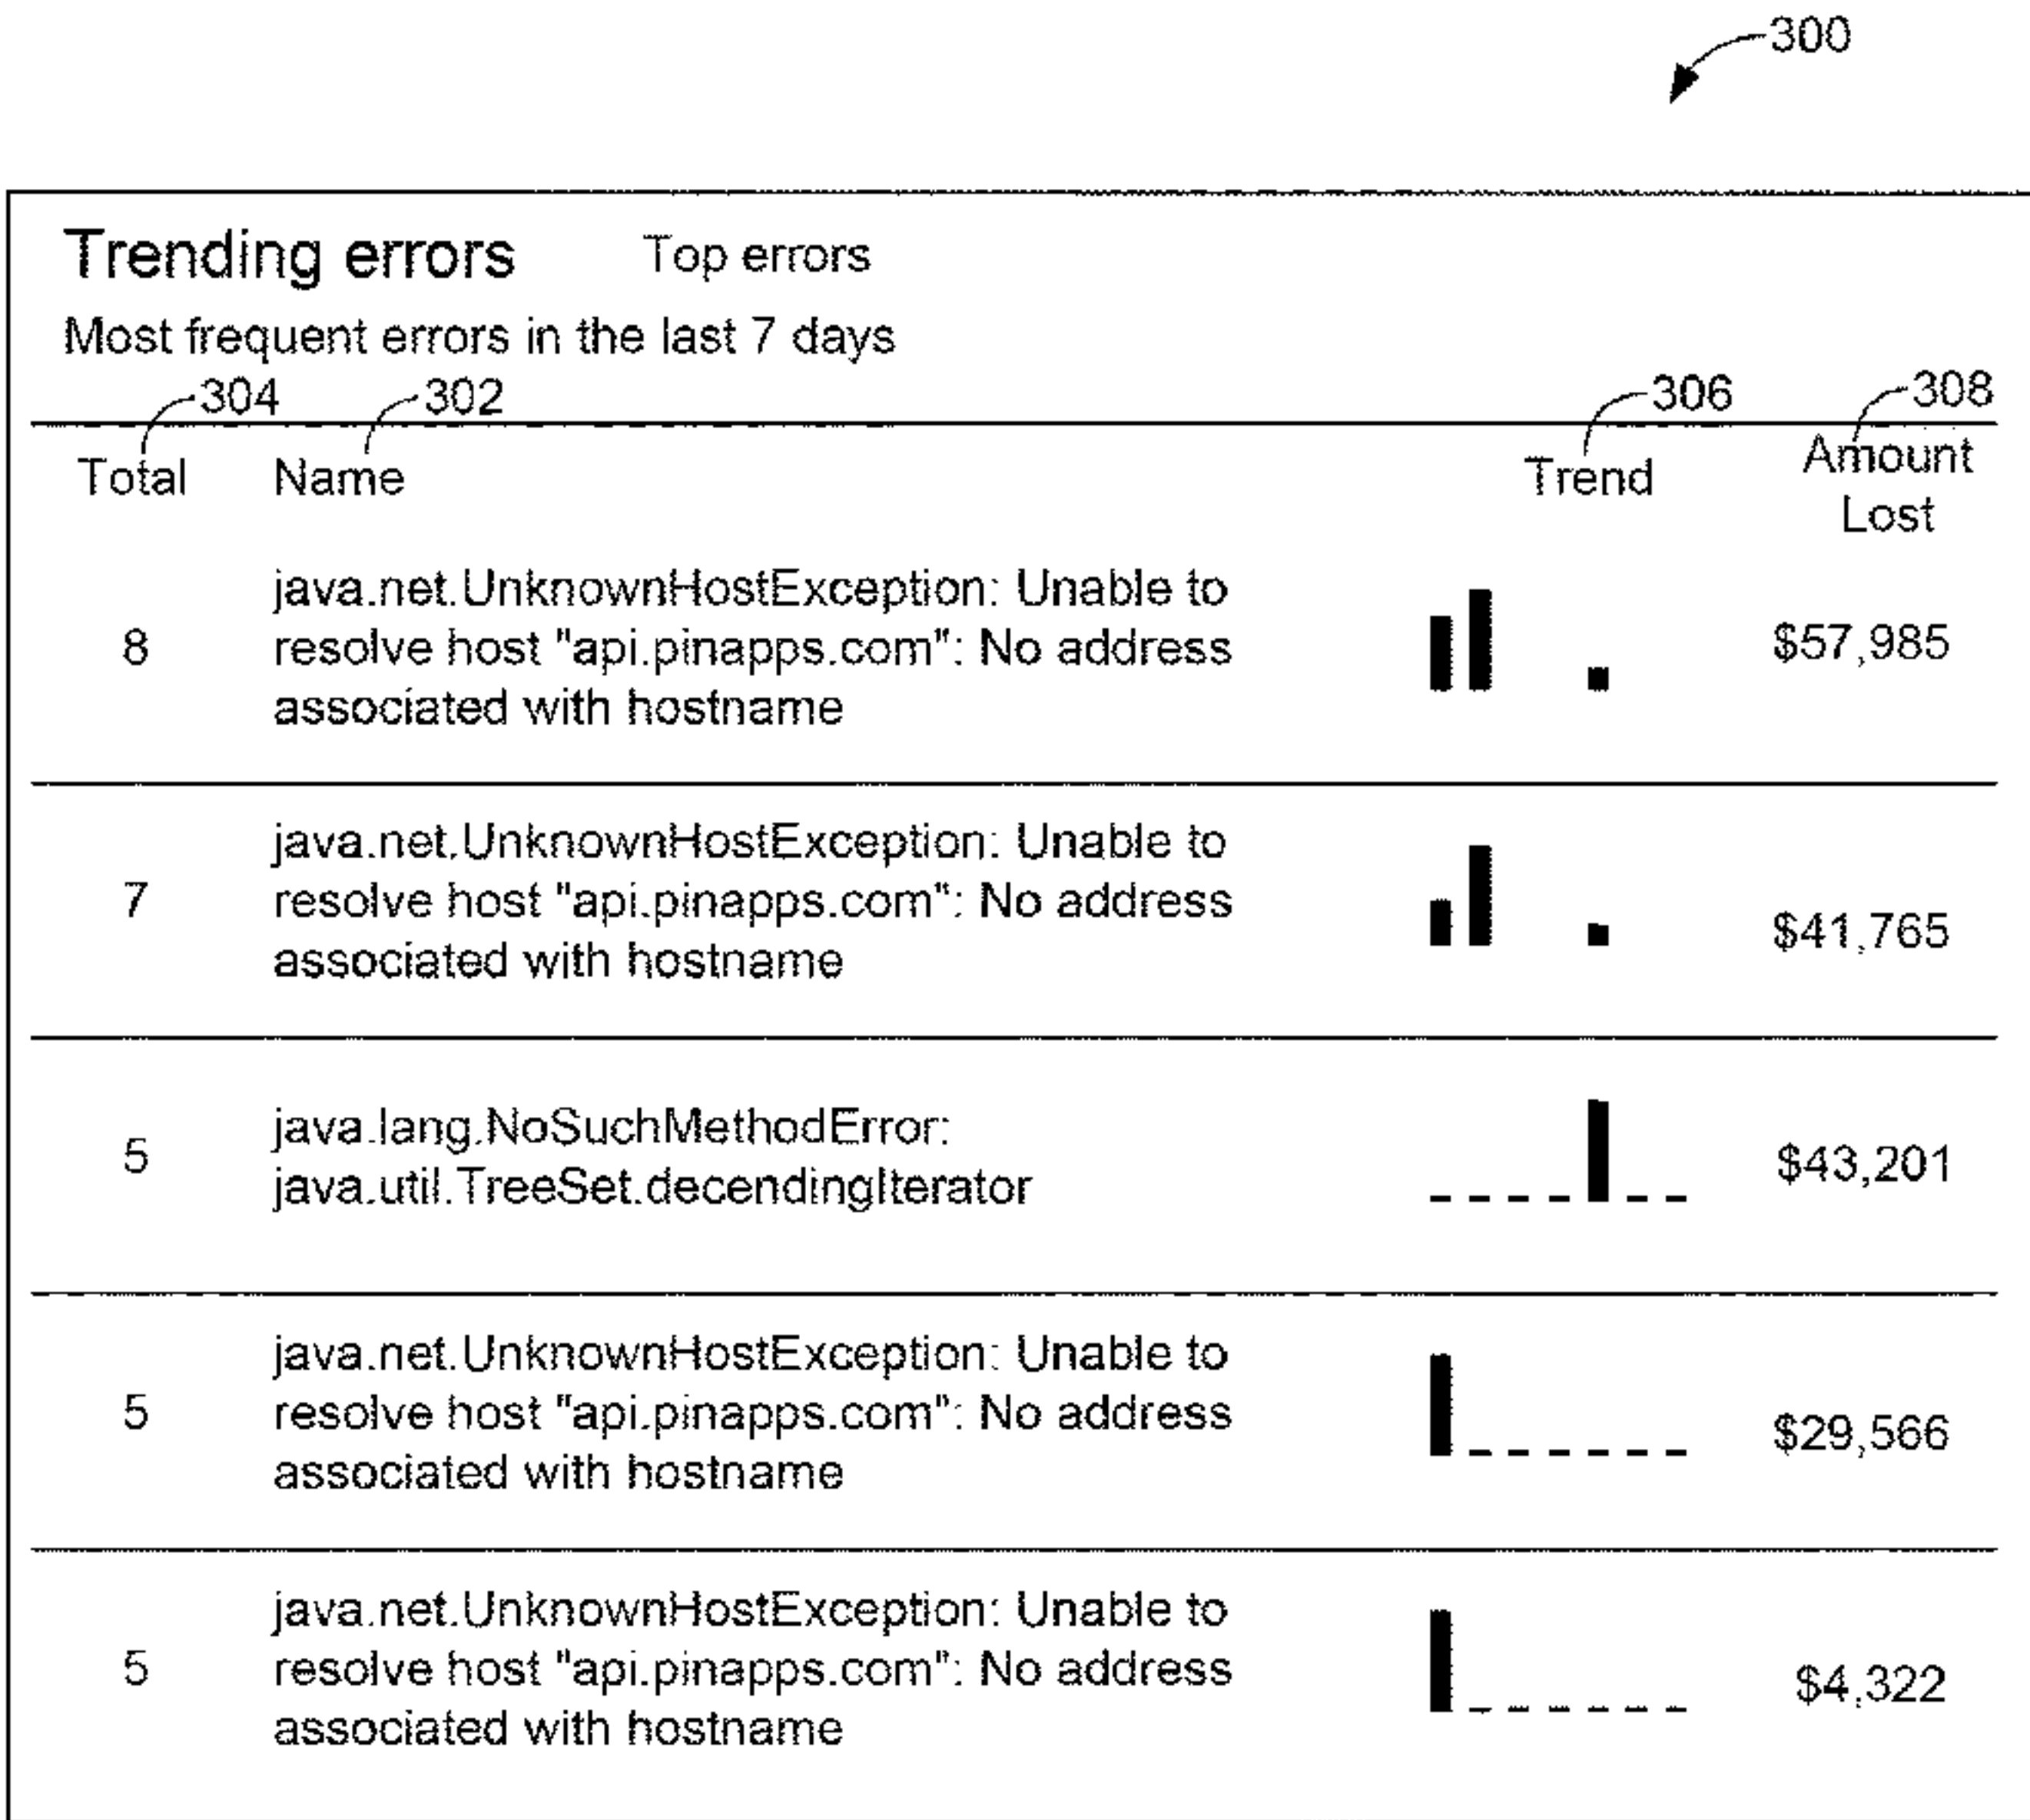 300
Trending errors Top errors
Most frequent errors in the last 7 days
304 302 306 308
Total Name Trend Amount
Lost
java.net.UnknownHostException: Unable to
8 resolve host "api.pinapps.com": No address $57,985
associated with hostname
java.net.UnknownHostException: Unable to
7 resolve host "api.pinapps.com": No address $41,765
associated with hostname
java.lang.NoSuchMethodError:
5 java.util.TreeSet.decendingIterator $43,201
java.net.UnknownHostException: Unable to
5 resolve host "api.pinapps.com": No address $29,566
associated with hostname
java.net.UnknownHostException: Unable to
5 resolve host "api.pinapps.com": No address $4,322
associated with hostname